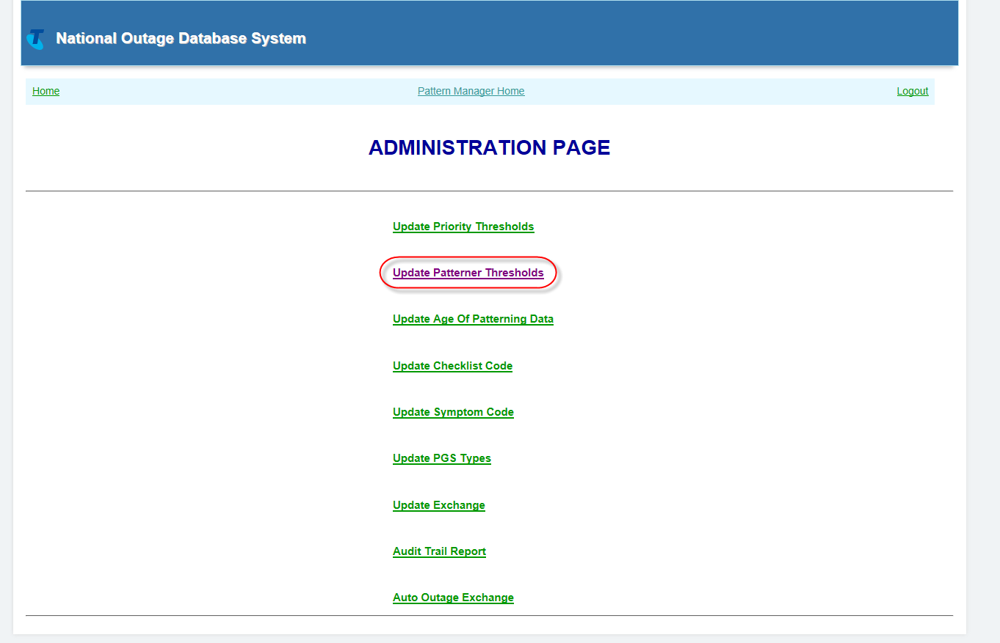 National Outage Database System
Home Pattern Manager Home Logout
ADMINISTRATION PAGE
Update Priority Thresholds
Update Patterner Thresholds
Update Age Of Patterning Data
Update Checklist Code
Update Symptom Code
Update PGS Types
Update Exchange
Audit Trail Report
Auto Outage Exchange